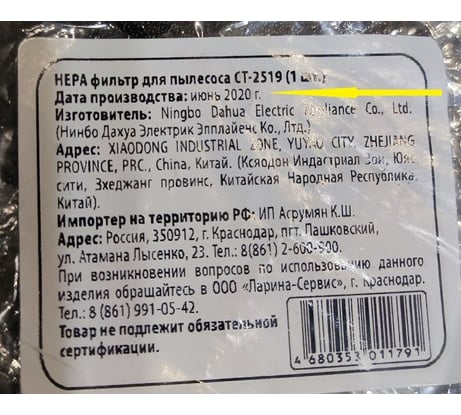 HEPA фильтр для пылесоса CT-2519 (1 шт.)
Дата производства: июнь 2020 г.
Изготовитель: Ningbo Dahua Electric Appliance Co., Ltd.
(Нинбо Дахуа Электрик Эпплайенс Ко., Лтд.)
Адрес: XIAODONG INDUSTRIAL ZONE, YUYAO CITY, ZHEJIANG
PROVINCE, PRC., China, Китай. (Ксяодон Индастриал Зон, Юяо
сити, Зхеджанг провинс, Китайская Народная Республика,
Китай).
Импортер на территорию РФ: ИП Агрумян К.Ш.
Адрес: Россия, 350912, г. Краснодар, пгт. Пашковский,
ул. Атамана Лысенко, 23. Тел.: 8(861) 2-600-900.
При возникновении вопросов по использованию данного
изделия обращайтесь в ООО «Ларина-Сервис», г. Краснодар.
Тел.: 8 (861) 991-05-42.
Товар не подлежит обязательной
сертификации.
4 680353 011791